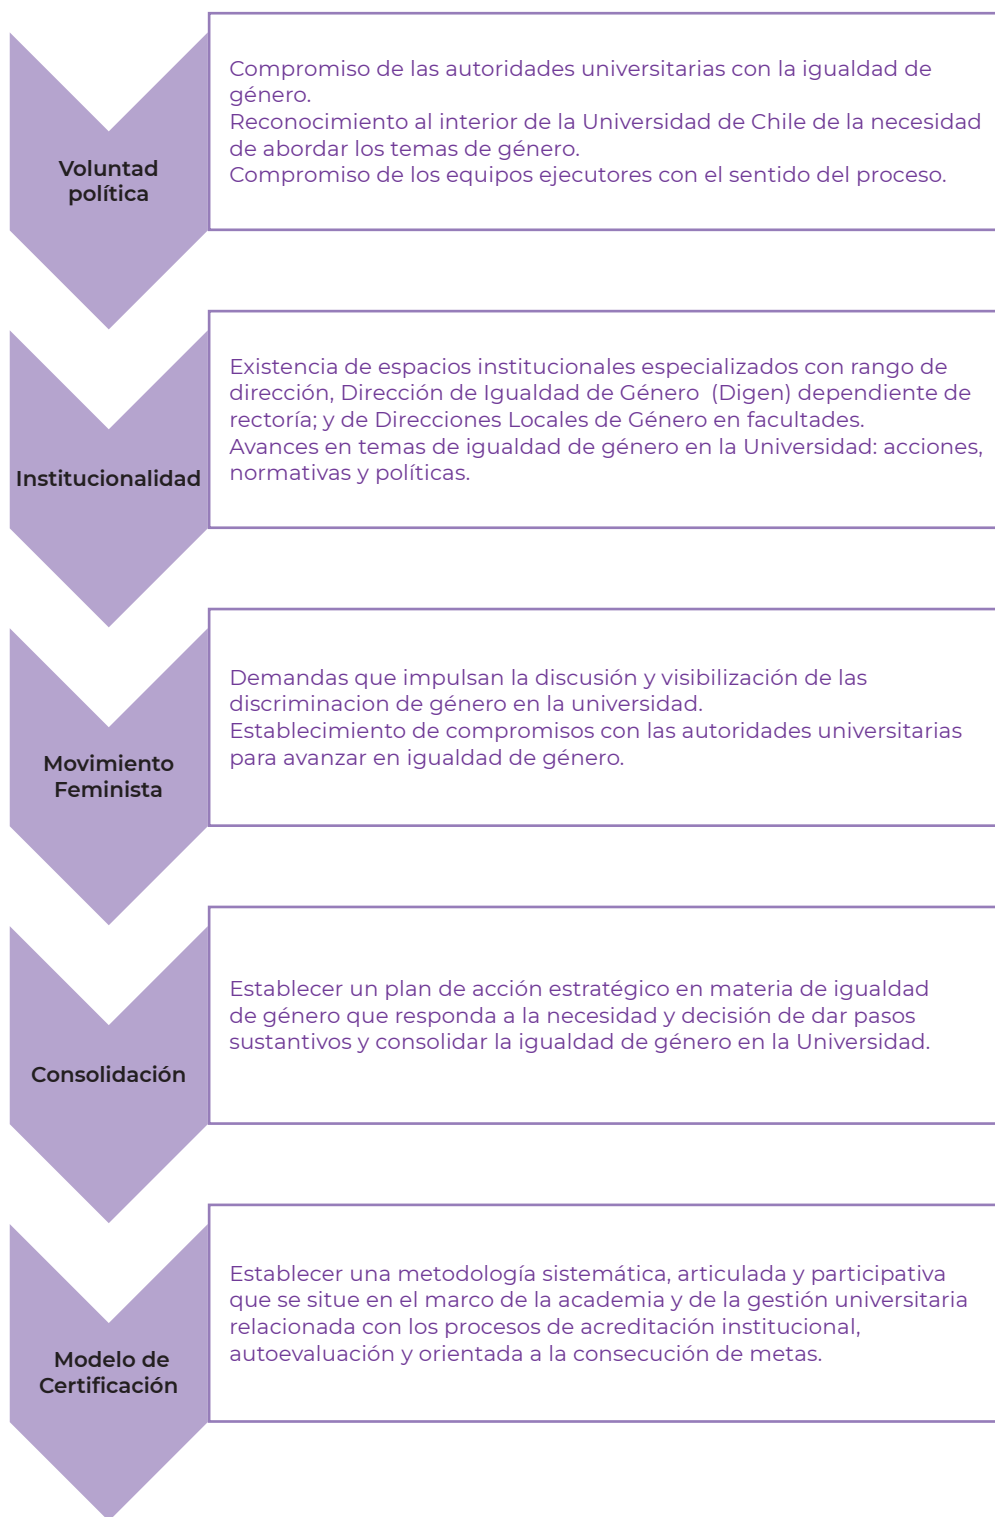 Voluntad
política
Compromiso de las autoridades universitarias con la igualdad de
género.
Reconocimiento al interior de la Universidad de Chile de la necesidad
de abordar los temas de género.
Compromiso de los equipos ejecutores con el sentido del proceso.
Institucionalidad
Existencia de espacios institucionales especializados con rango de
dirección, Dirección de Igualdad de Género (Digen) dependiente de
rectoría; y de Direcciones Locales de Género en facultades.
Avances en temas de igualdad de género en la Universidad: acciones,
normativas y políticas.
Movimiento
Feminista
Demandas que impulsan la discusión y visibilización de las
discriminacion de género en la universidad.
Establecimiento de compromisos con las autoridades universitarias
para avanzar en igualdad de género.
Consolidación
Establecer un plan de acción estratégico en materia de igualdad
de género que responda a la necesidad y decisión de dar pasos
sustantivos y consolidar la igualdad de género en la Universidad.
Modelo de
Certificación
Establecer una metodología sistemática, articulada y participativa
que se situe en el marco de la academia y de la gestión universitaria
relacionada con los procesos de acreditación institucional,
autoevaluación y orientada a la consecución de metas.